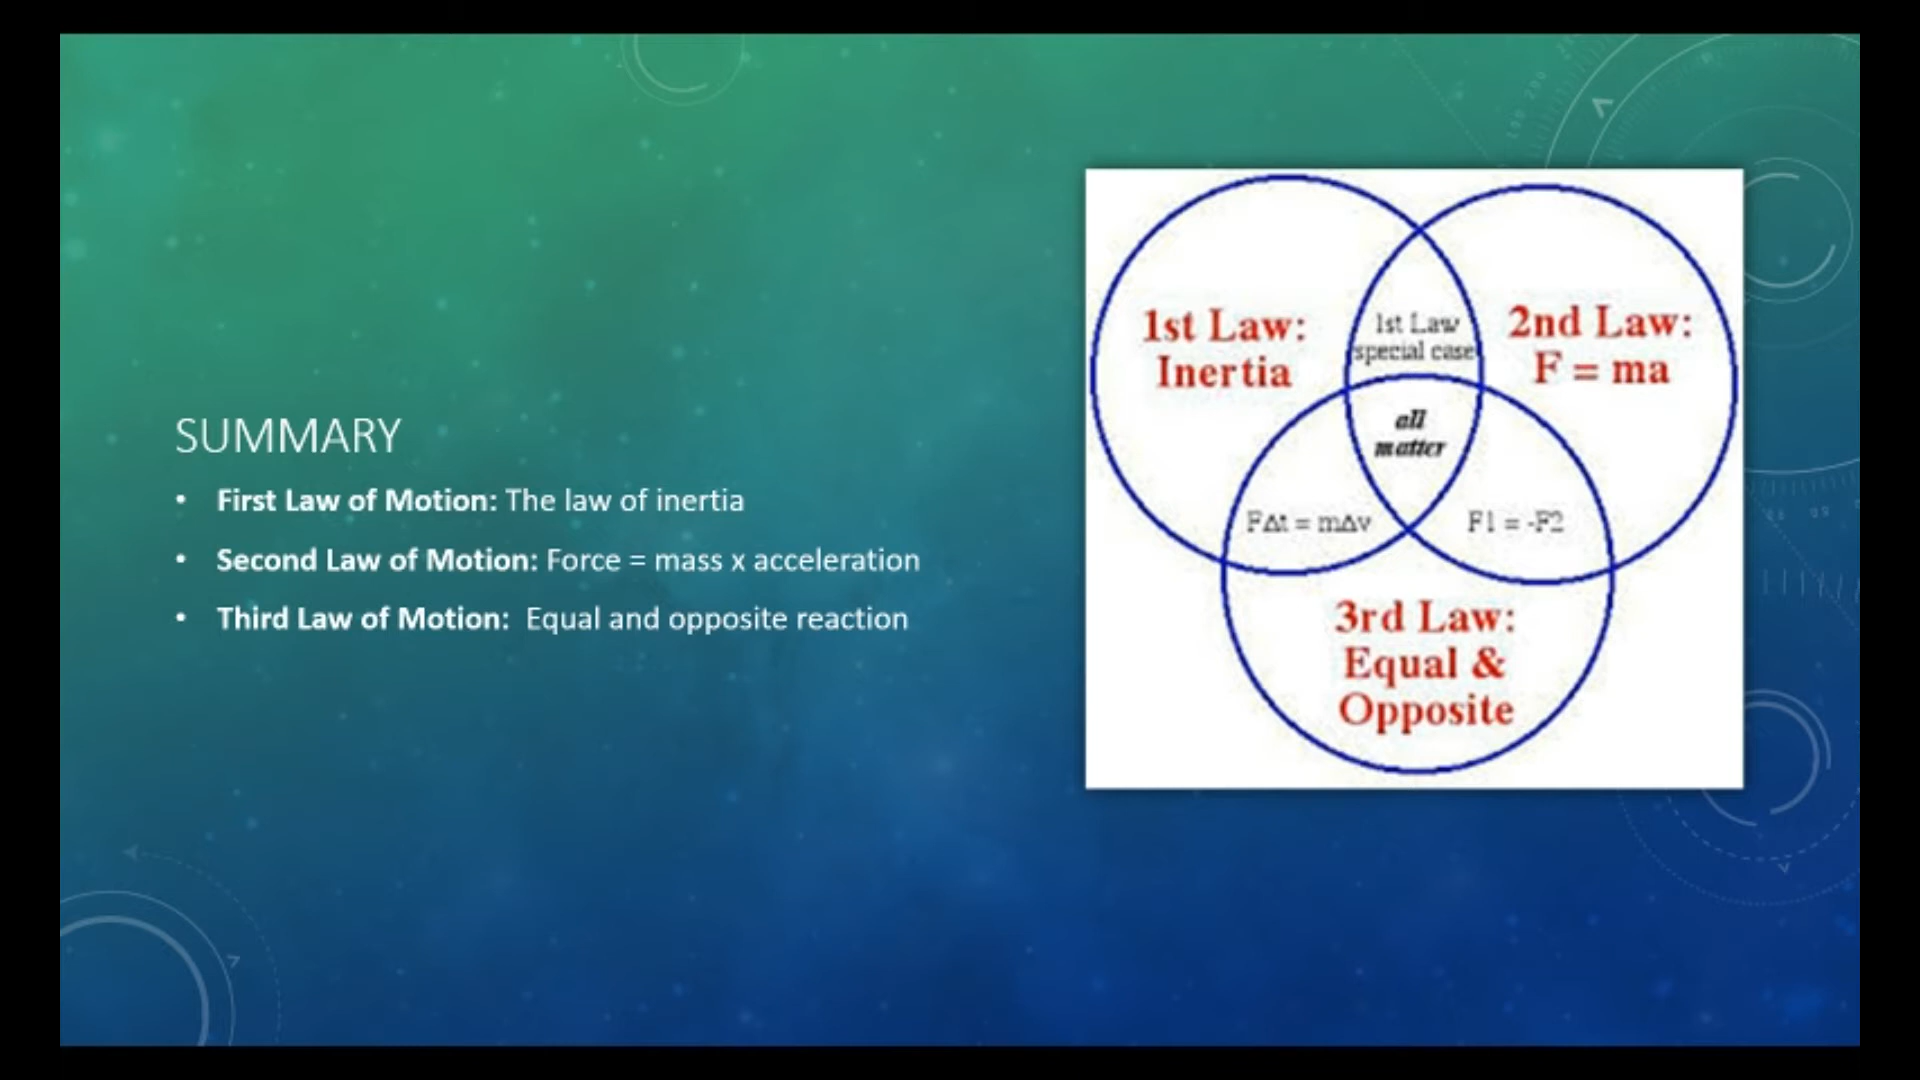 SUMMARY
• First Law of Motion: The law of inertia
• Second Law of Motion: Force = mass x acceleration
• Third Law of Motion: Equal and opposite reaction
1st Law:
Inertia
1st Law
special case
2nd Law:
F = ma
all
matter
FΔt = mΔv
F1 = -F2
3rd Law:
Equal &
Opposite